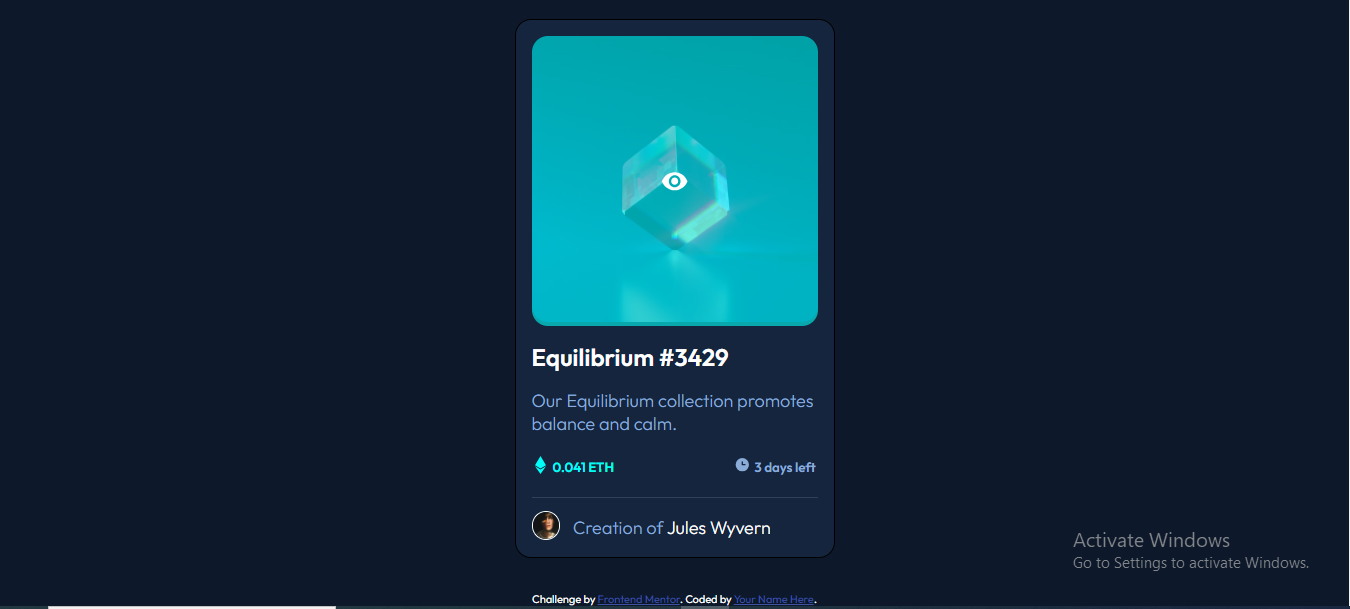 Equilibrium #3429
Our Equilibrium collection promotes
balance and calm.
0.041 ETH
3 days left
Creation of Jules Wyvern
Activate Windows
Go to Settings to activate Windows.
Challenge by Frontend Mentor. Coded by Your Name Here.